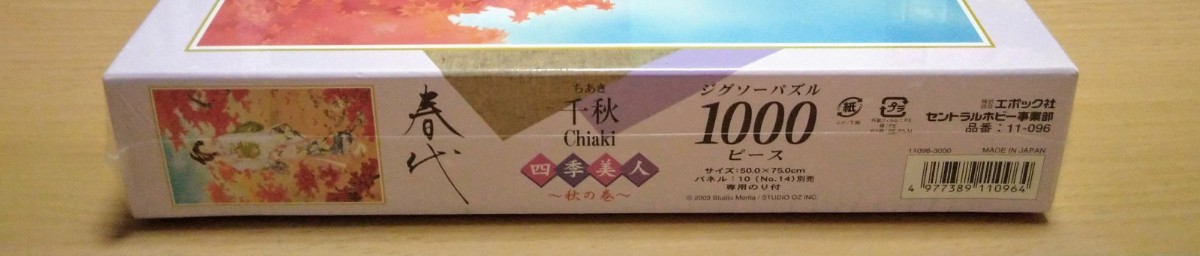 春代
ちあき
千秋
Chiaki
四季美人
～秋の巻～
ジグソーパズル
1000
ピース
サイズ:50.0×75.0cm
パネル:10（No.14)別売
専用のり付
© 2003 Studio Merita / STUDIO OZ INC.
紙
プラ
株式会社 エポック社
セントラルホビー事業部
品番:11-096
11096-3000 MADE IN JAPAN
4 977389 110964